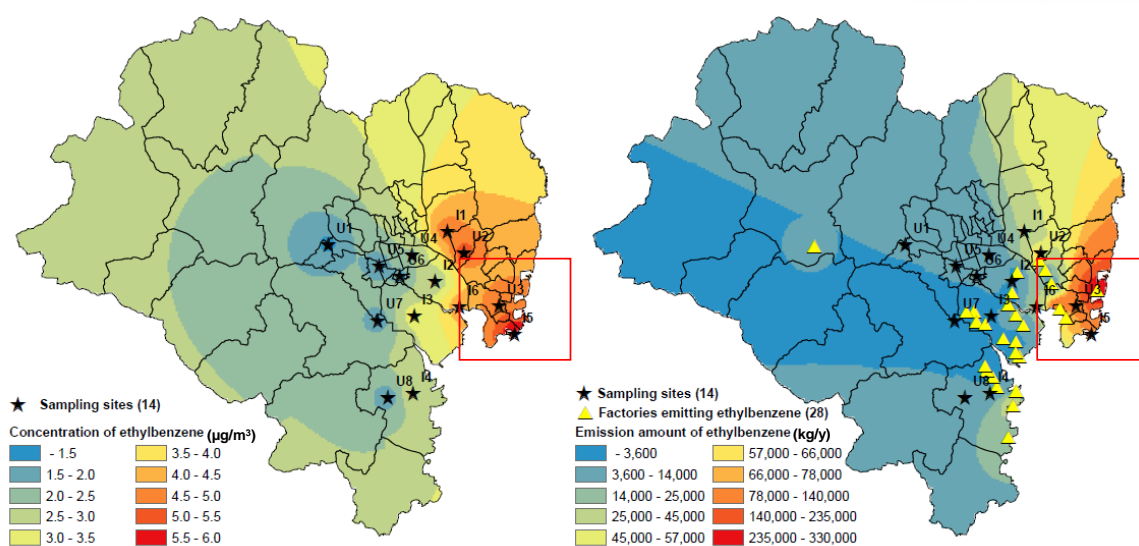 I1
U1
U4
U2
U5
U6
I2
U7
I3
I6
U3
I5
U8
I4
Sampling sites (14)
Concentration of ethylbenzene (µg/m³)
- 1.5
3.5 - 4.0
1.5 - 2.0
4.0 - 4.5
2.0 - 2.5
4.5 - 5.0
2.5 - 3.0
5.0 - 5.5
3.0 - 3.5
5.5 - 6.0
I1
U1
U4
U2
U5
U6
I2
U7
I3
I6
U3
I5
U8
I4
Sampling sites (14)
Factories emitting ethylbenzene (28)
Emission amount of ethylbenzene (kg/y)
- 3,600
57,000 - 66,000
3,600 - 14,000
66,000 - 78,000
14,000 - 25,000
78,000 - 140,000
25,000 - 45,000
140,000 - 235,000
45,000 - 57,000
235,000 - 330,000